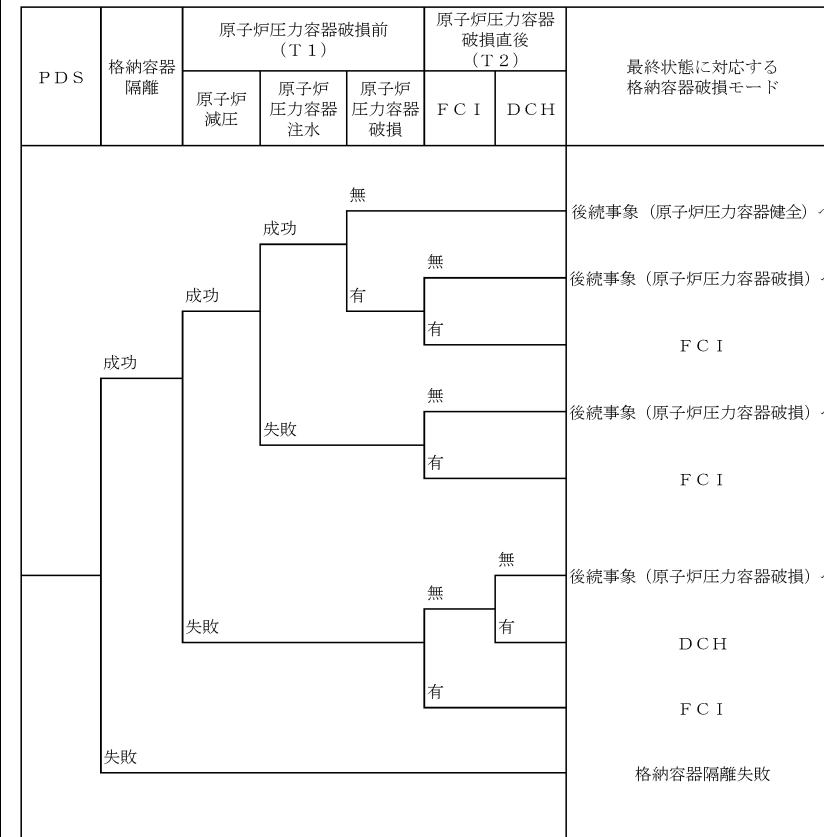 ＰＤＳ
格納容器
隔離
原子炉圧力容器破損前
（Ｔ１）
原子炉
減圧
原子炉
圧力容器
注水
原子炉
圧力容器
破損
原子炉圧力容器
破損直後
（Ｔ２）
ＦＣＩ
ＤＣＨ
最終状態に対応する
格納容器破損モード
無
後続事象（原子炉圧力容器健全）
成功
無
後続事象（原子炉圧力容器破損）
成功
有
有
ＦＣＩ
成功
無
後続事象（原子炉圧力容器破損）
失敗
有
ＦＣＩ
無
後続事象（原子炉圧力容器破損）
無
失敗
有
ＤＣＨ
有
ＦＣＩ
失敗
格納容器隔離失敗